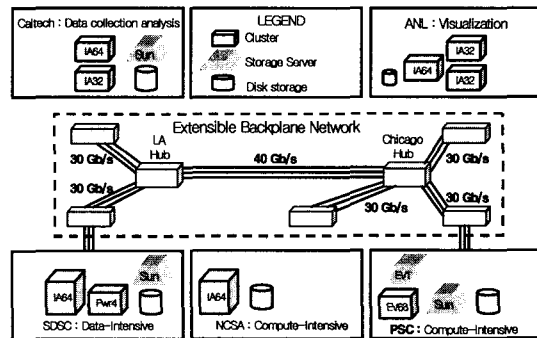 Caltech : Data collection analysis
IA64
Sun
IA32
LEGEND
Cluster
Storage Server
Disk storage
ANL : Visualization
IA32
IA64
IA32
Extensible Backplane Network
LA
Hub
Chicago
Hub
30 Gb/s
40 Gb/s
30 Gb/s
30 Gb/s
30 Gb/s
30 Gb/s
Sun
IA64
Pwr4
SDSC : Data-Intensive
IA64
NCSA : Compute-Intensive
EV7
EV68
Sun
PSC : Compute-Intensive